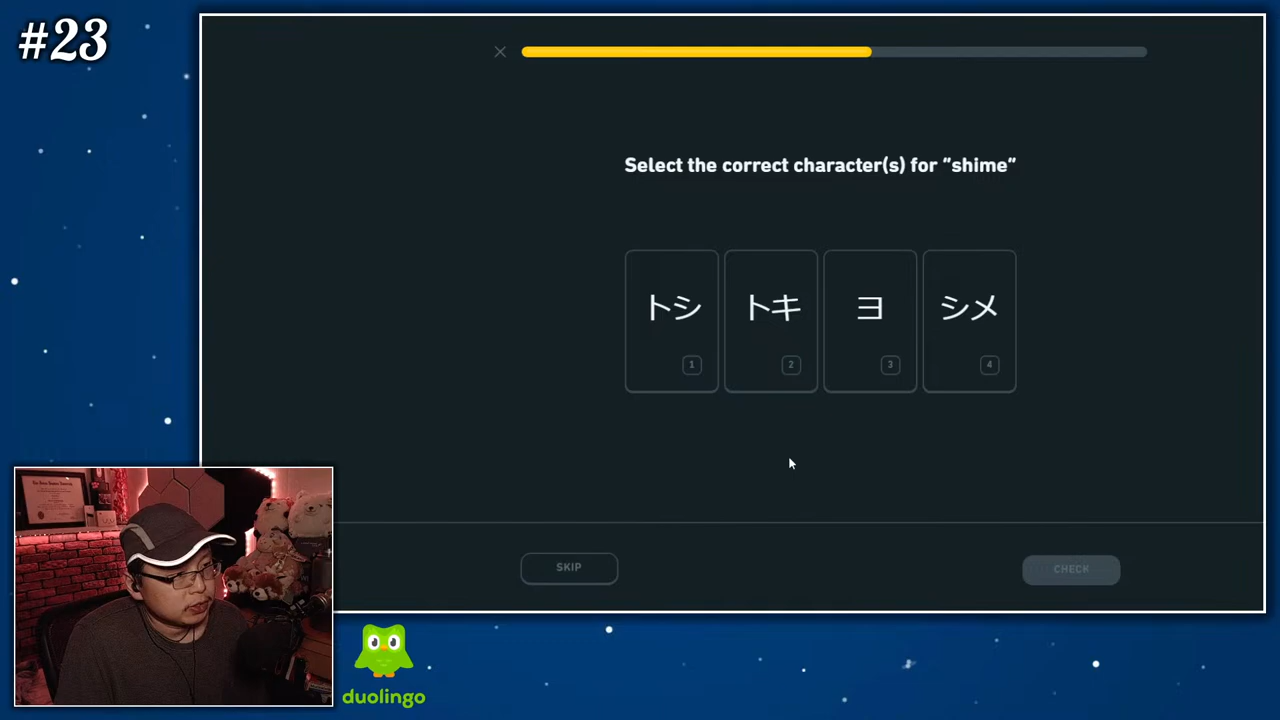 #23
Select the correct character(s) for “shime”
トシ
1
トキ
2
ヨ
3
シメ
4
SKIP
CHECK
duolingo